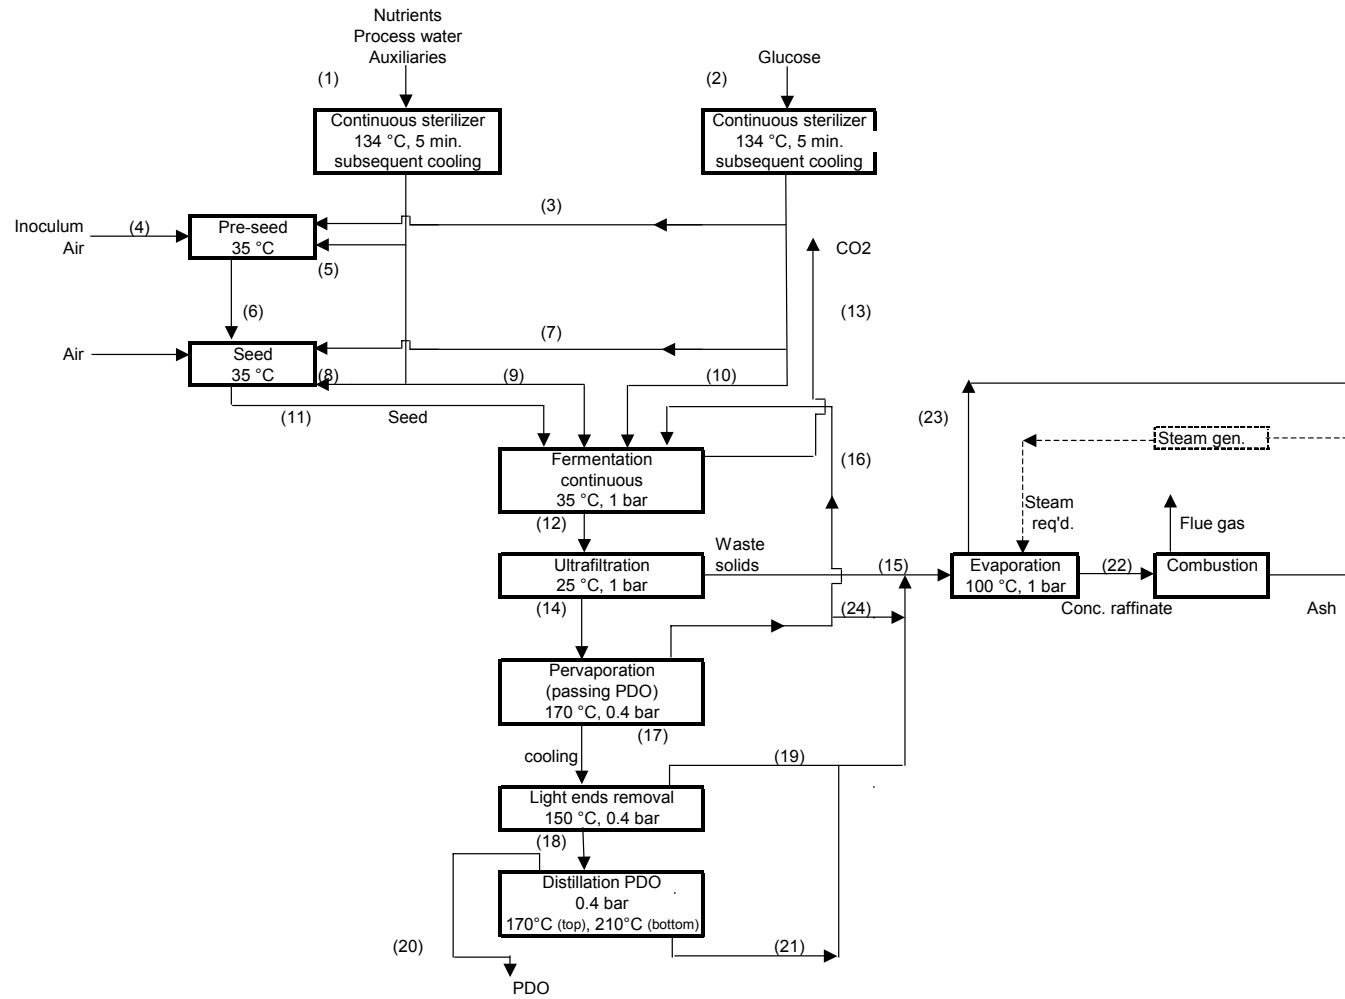 Nutrients
Process water
Auxiliaries
Glucose
(1)
(2)
Continuous sterilizer
134 °C, 5 min.
subsequent cooling
Continuous sterilizer
134 °C, 5 min.
subsequent cooling
(3)
Inoculum
Air
(4)
Pre-seed
35 °C
(5)
CO2
(6)
(7)
(13)
Air
Seed
35 °C
(8)
(9)
(10)
(11)
Seed
(23)
Steam gen.
Fermentation
continuous
35 °C, 1 bar
(16)
(12)
Steam
req'd.
Flue gas
Waste
solids
Ultrafiltration
25 °C, 1 bar
(15)
Evaporation
100 °C, 1 bar
(22)
Combustion
(14)
(24)
Conc. raffinate
Ash
Pervaporation
(passing PDO)
170 °C, 0.4 bar
(17)
cooling
(19)
Light ends removal
150 °C, 0.4 bar
(18)
Distillation PDO
0.4 bar
170°C (top), 210°C (bottom)
(20)
(21)
PDO